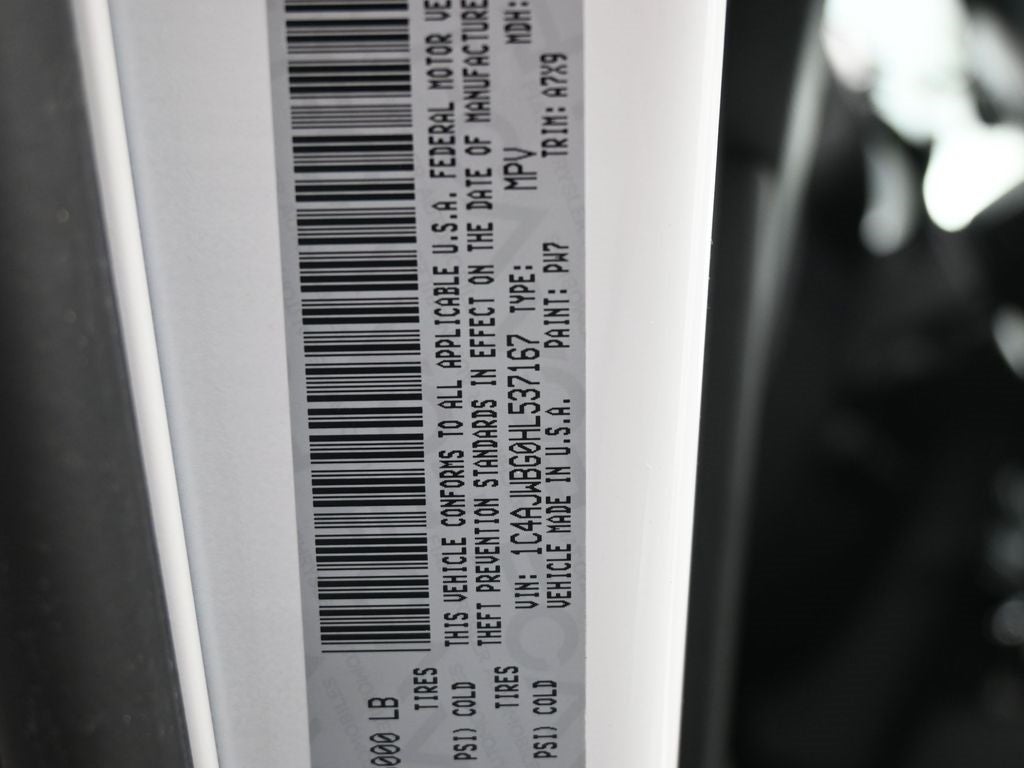 000 LB
TIRES
PSI) COLD
TIRES
PSI) COLD
THIS VEHICLE CONFORMS TO ALL APPLICABLE U.S.A. FEDERAL MOTOR VE
THEFT PREVENTION STANDARDS IN EFFECT ON THE DATE OF MANUFACTURE
VIN: 1C4AJWBG0HL537167 TYPE: MPV MDH:
VEHICLE MADE IN U.S.A. PAINT: PW7 TRIM: A7X9